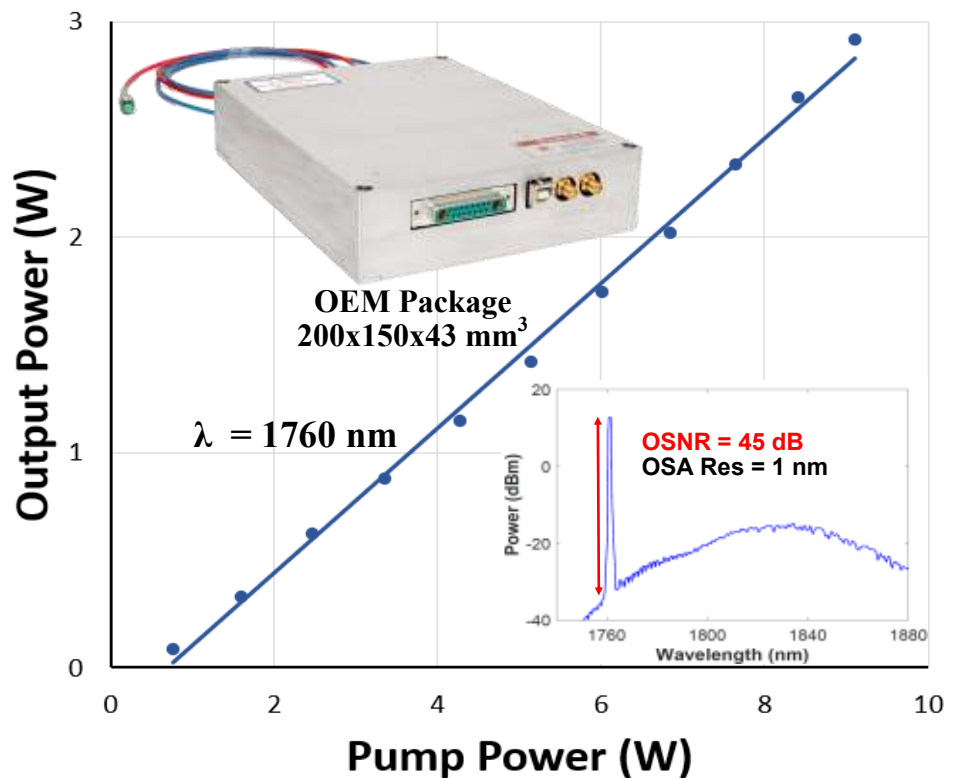 3
2
1
0
Output Power (W)
OEM Package
200x150x43 mm³
λ = 1760 nm
20
0
-20
-40
Power (dBm)
OSNR = 45 dB
OSA Res = 1 nm
1760 1800 1840 1880
Wavelength (nm)
0 2 4 6 8 10
Pump Power (W)